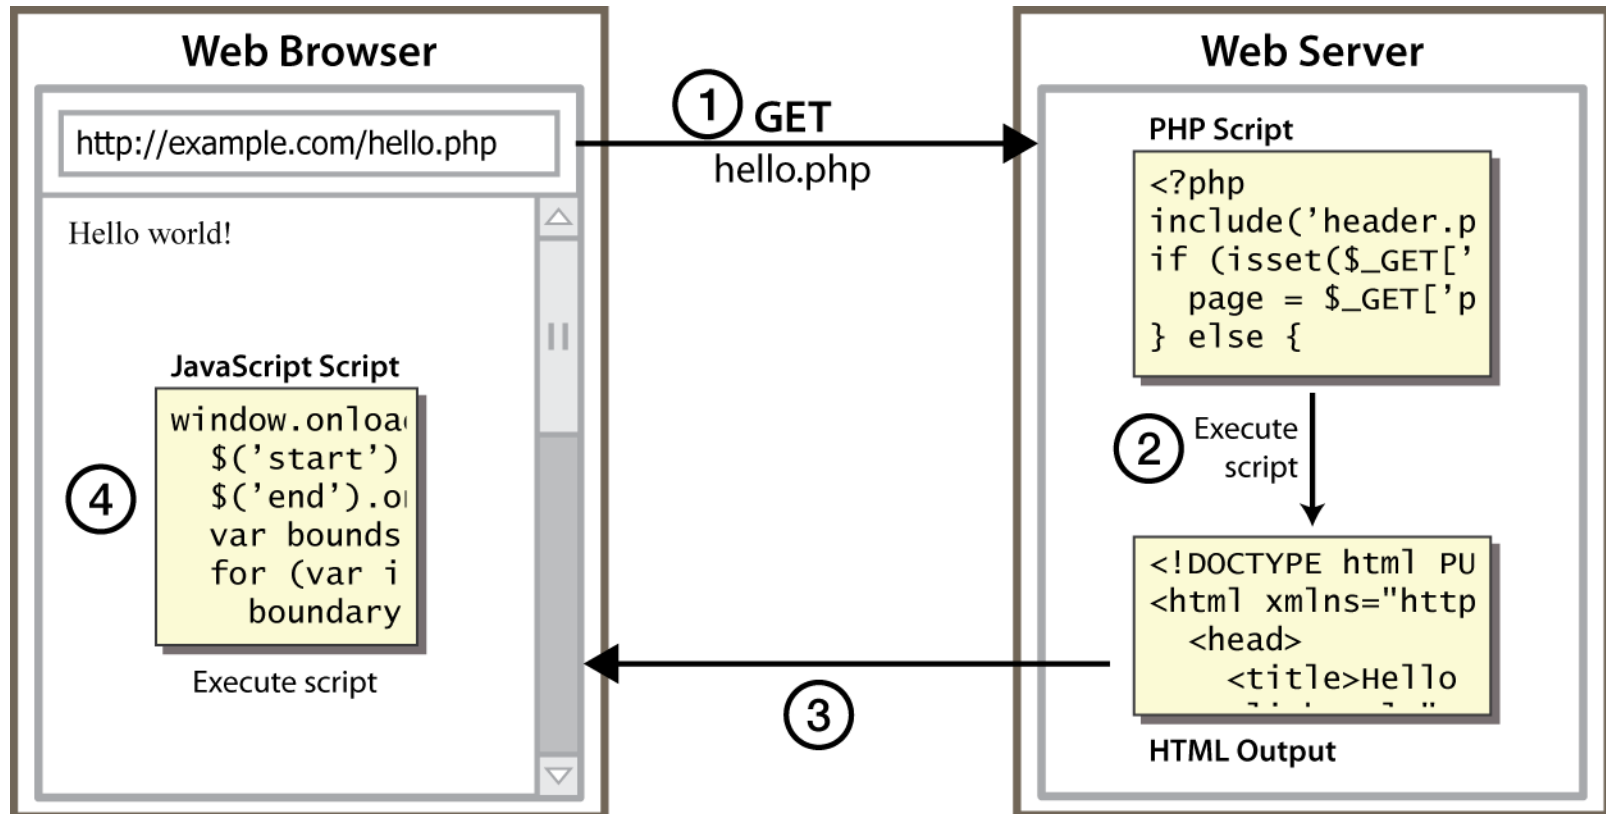 Web Browser
http://example.com/hello.php
Hello world!
JavaScript Script
window.onloa
$('start')
$('end').o
var bounds
for (var i
boundary
4
Execute script
1 GET
hello.php
3
Web Server
PHP Script
<?php
include('header.p
if (isset($_GET['
page = $_GET['p
} else {
2
Execute
script
<!DOCTYPE html PU
<html xmlns="http
<head>
<title>Hello
HTML Output